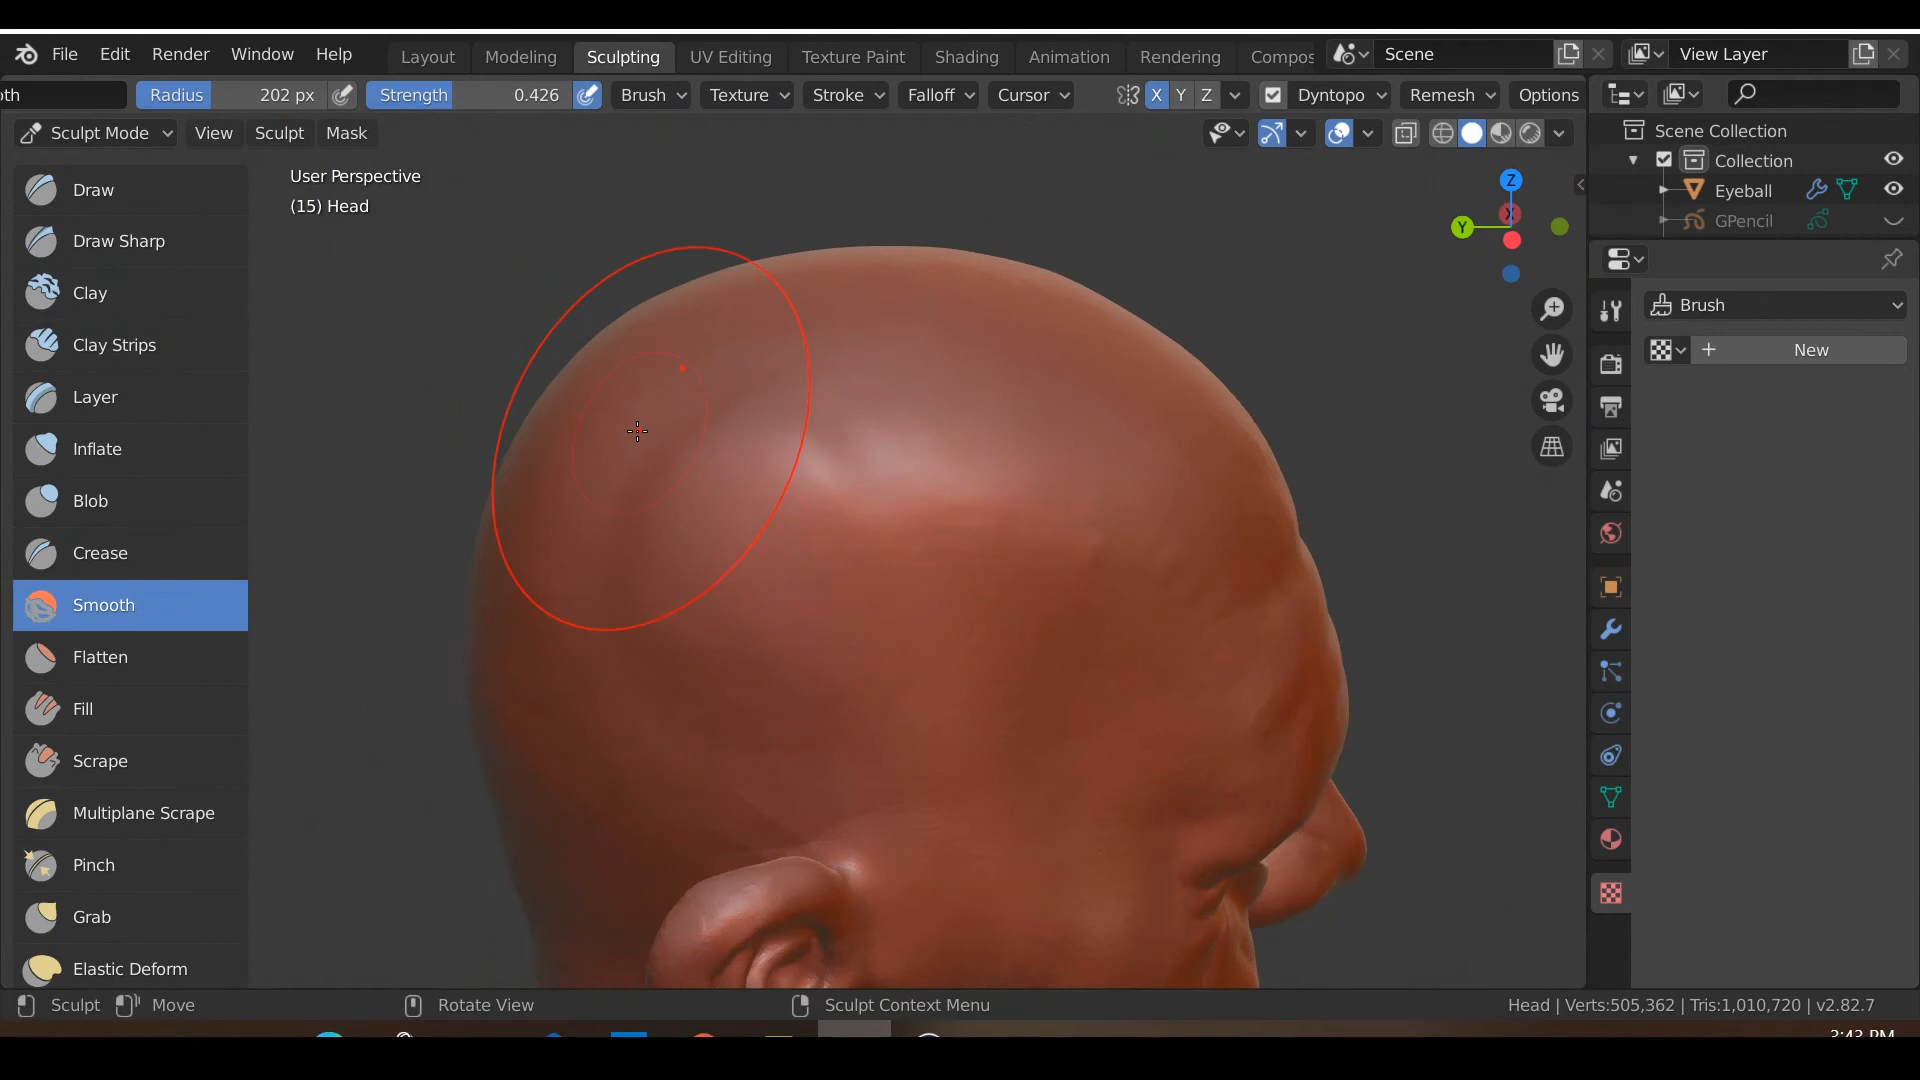 File Edit Render Window Help Layout Modeling Sculpting UV Editing Texture Paint Shading Animation Rendering Compos Scene View Layer
oth Radius 202 px Strength 0.426 Brush Texture Stroke Falloff Cursor X Y Z Dyntopo Remesh Options
Sculpt Mode View Sculpt Mask
Scene Collection
Collection
Eyeball
GPencil
User Perspective
(15) Head
Z
X
Y
Brush
New
Draw
Draw Sharp
Clay
Clay Strips
Layer
Inflate
Blob
Crease
Smooth
Flatten
Fill
Scrape
Multiplane Scrape
Pinch
Grab
Elastic Deform
Sculpt Move Rotate View Sculpt Context Menu Head | Verts:505,362 | Tris:1,010,720 | v2.82.7
3:43 PM